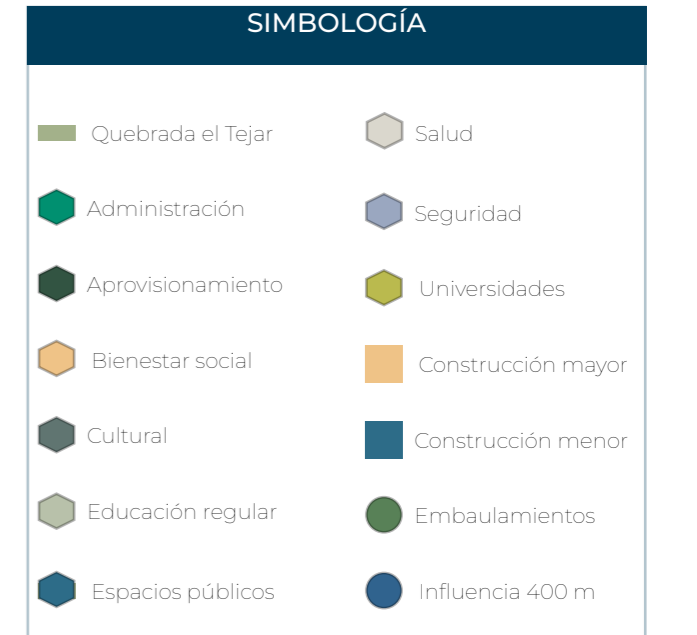 SIMBOLOGÍA
Quebrada el Tejar
Administración
Aprovisionamiento
Bienestar social
Cultural
Educación regular
Espacios públicos
Salud
Seguridad
Universidades
Construcción mayor
Construcción menor
Embaulamientos
Influencia 400 m